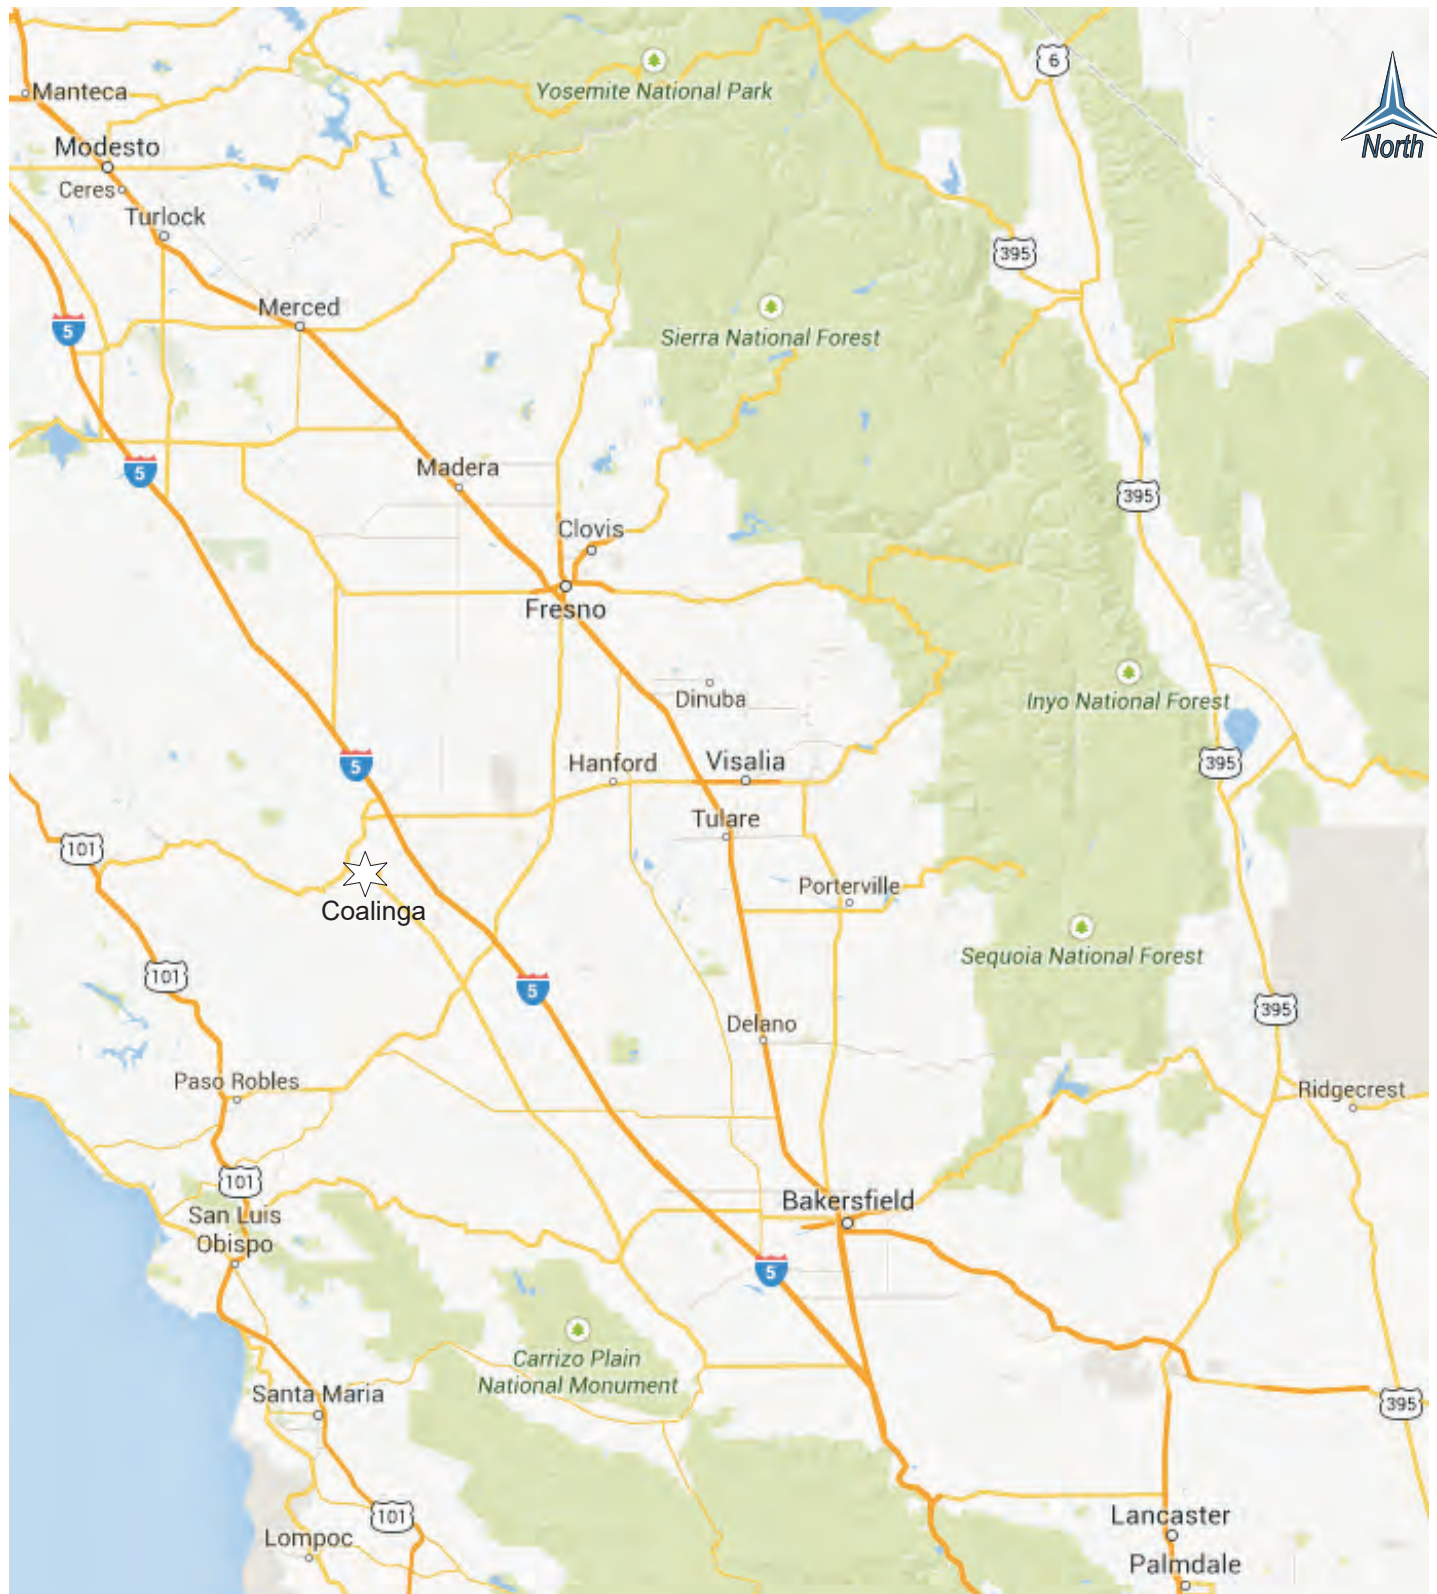 6
Yosemite National Park
Manteca
North
Modesto
Ceres
Turlock
395
Merced
5
Sierra National Forest
Madera
5
395
Clovis
Fresno
Dinuba
Inyo National Forest
Hanford
Visalia
5
395
Tulare
101
Coalinga
Porterville
Sequoia National Forest
101
5
395
Delano
Paso Robles
Ridgecrest
101
Bakersfield
San Luis
Obispo
5
Carrizo Plain
National Monument
Santa Maria
395
101
Lancaster
Lompoc
Palmdale